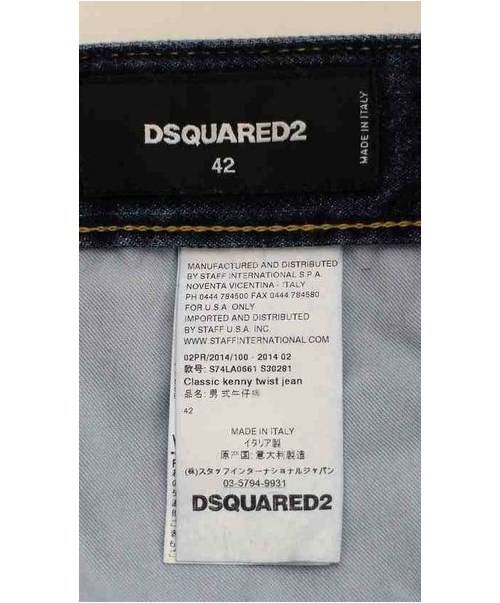 DSQUARED2
42
MADE IN ITALY
MANUFACTURED AND DISTRIBUTED
BY STAFF INTERNATIONAL S.P.A.
NOVENTA VICENTINA - ITALY
PH 0444 784500 FAX 0444 784580
FOR U.S.A. ONLY
IMPORTED AND DISTRIBUTED
BY STAFF U.S.A. INC.
WWW.STAFFINTERNATIONAL.COM
02PR/2014/100 - 2014 02
款号: S74LA0661 S30281
Classic kenny twist jean
品名: 男式牛仔裤
42
MADE IN ITALY
イタリア製
原产国: 意大利製造
(株)スタッフインターナショナルジャパン
03-5794-9931
DSQUARED2